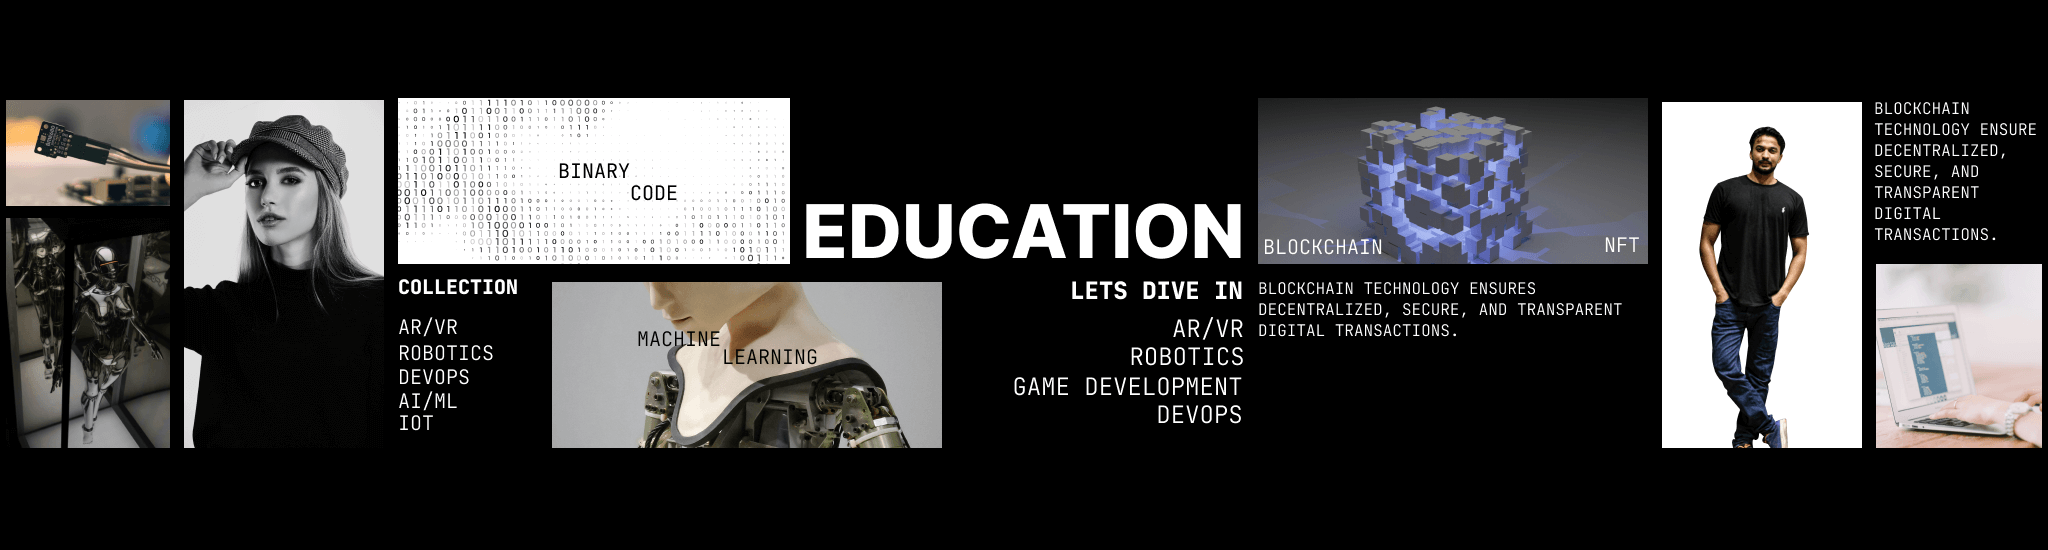 BINARY
CODE
COLLECTION
AR/VR
ROBOTICS
DEVOPS
AI/ML
IOT
MACHINE
LEARNING
EDUCATION
LETS DIVE IN
AR/VR
ROBOTICS
GAME DEVELOPMENT
DEVOPS
BLOCKCHAIN
NFT
BLOCKCHAIN TECHNOLOGY ENSURES
DECENTRALIZED, SECURE, AND TRANSPARENT
DIGITAL TRANSACTIONS.
BLOCKCHAIN
TECHNOLOGY ENSURE
DECENTRALIZED,
SECURE, AND
TRANSPARENT
DIGITAL
TRANSACTIONS.